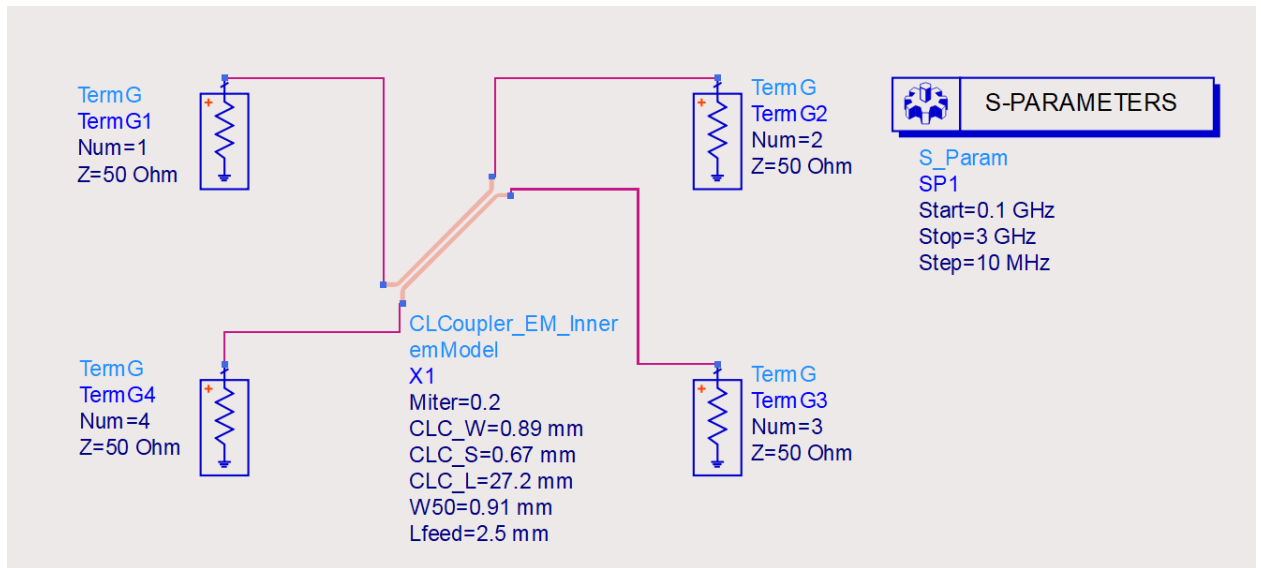 TermG
TermG1
Num=1
Z=50 Ohm
TermG
TermG2
Num=2
Z=50 Ohm
S-PARAMETERS
S_Param
SP1
Start=0.1 GHz
Stop=3 GHz
Step=10 MHz
CLCoupler_EM_Inner
emModel
X1
Miter=0.2
CLC_W=0.89 mm
CLC_S=0.67 mm
CLC_L=27.2 mm
W50=0.91 mm
Lfeed=2.5 mm
TermG
TermG4
Num=4
Z=50 Ohm
TermG
TermG3
Num=3
Z=50 Ohm